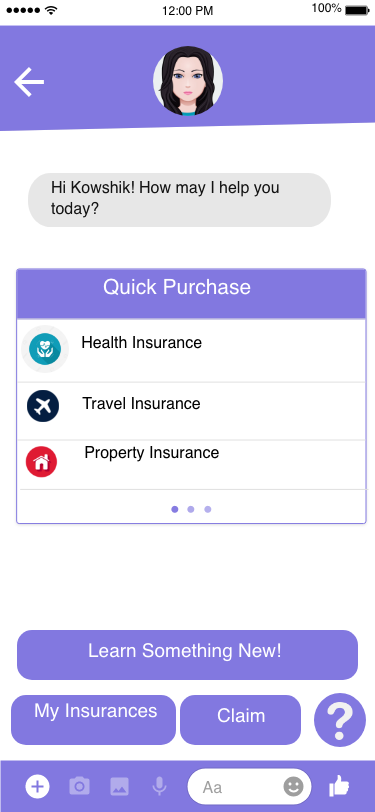 12:00 PM
100%
Hi Kowshik! How may I help you
today?
Quick Purchase
Health Insurance
Travel Insurance
Property Insurance
Learn Something New!
My Insurances
Claim
?
Aa